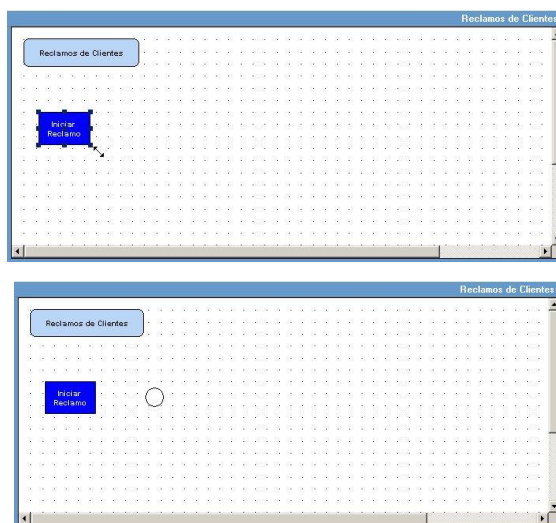 Reclamos de Clientes
Reclamos de Clientes
Iniciar
Reclamo
Reclamos de Clientes
Reclamos de Clientes
Iniciar
Reclamo